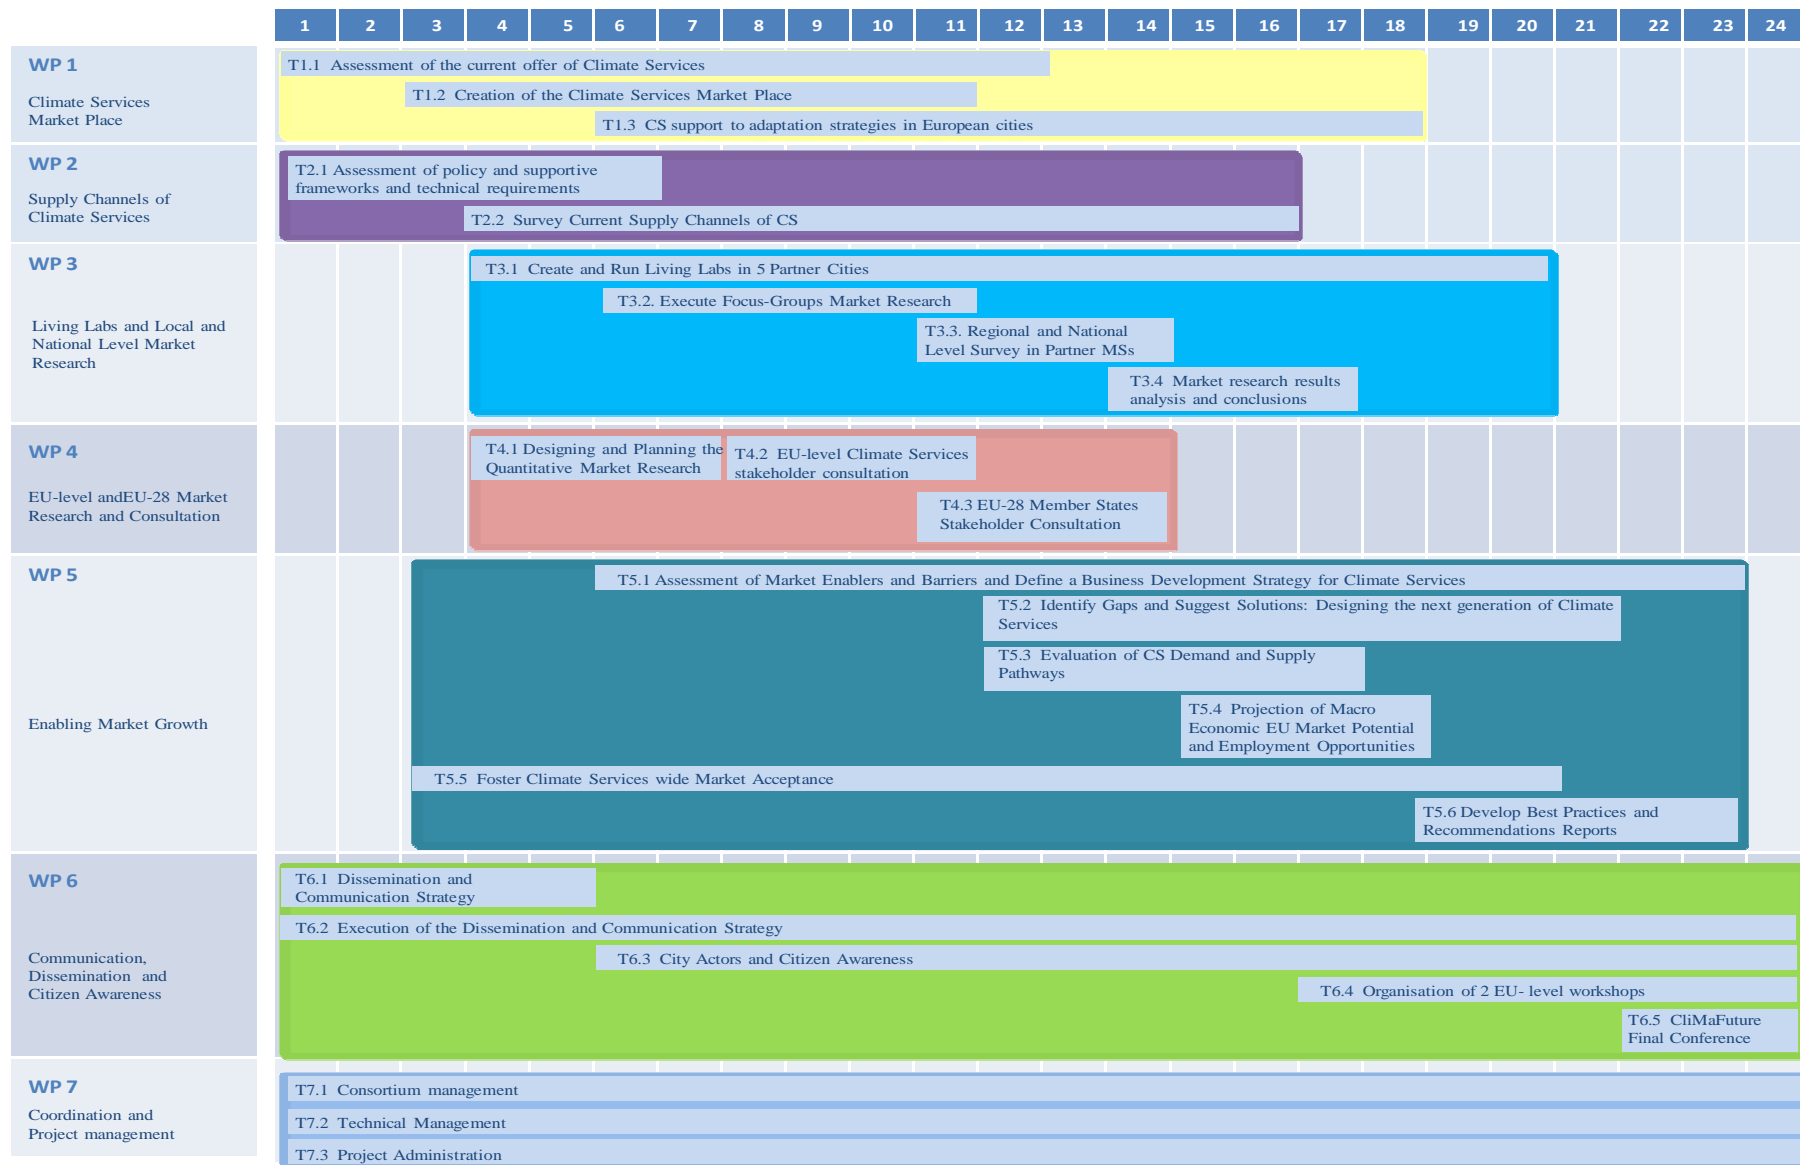 1 2 3 4 5 6 7 8 9 10 11 12 13 14 15 16 17 18 19 20 21 22 23 24
WP 1
Climate Services
Market Place
T1.1 Assessment of the current offer of Climate Services
T1.2 Creation of the Climate Services Market Place
T1.3 CS support to adaptation strategies in European cities
WP 2
Supply Channels of
Climate Services
T2.1 Assessment of policy and supportive
frameworks and technical requirements
T2.2 Survey Current Supply Channels of CS
WP 3
Living Labs and Local and
National Level Market
Research
T3.1 Create and Run Living Labs in 5 Partner Cities
T3.2. Execute Focus-Groups Market Research
T3.3. Regional and National
Level Survey in Partner MSs
T3.4 Market research results
analysis and conclusions
WP 4
EU-level andEU-28 Market
Research and Consultation
T4.1 Designing and Planning the
Quantitative Market Research
T4.2 EU-level Climate Services
stakeholder consultation
T4.3 EU-28 Member States
Stakeholder Consultation
WP 5
Enabling Market Growth
T5.1 Assessment of Market Enablers and Barriers and Define a Business Development Strategy for Climate Services
T5.2 Identify Gaps and Suggest Solutions: Designing the next generation of Climate
Services
T5.3 Evaluation of CS Demand and Supply
Pathways
T5.4 Projection of Macro
Economic EU Market Potential
and Employment Opportunities
T5.5 Foster Climate Services wide Market Acceptance
T5.6 Develop Best Practices and
Recommendations Reports
WP 6
Communication,
Dissemination and
Citizen Awareness
T6.1 Dissemination and
Communication Strategy
T6.2 Execution of the Dissemination and Communication Strategy
T6.3 City Actors and Citizen Awareness
T6.4 Organisation of 2 EU- level workshops
T6.5 CliMaFuture
Final Conference
WP 7
Coordination and
Project management
T7.1 Consortium management
T7.2 Technical Management
T7.3 Project Administration